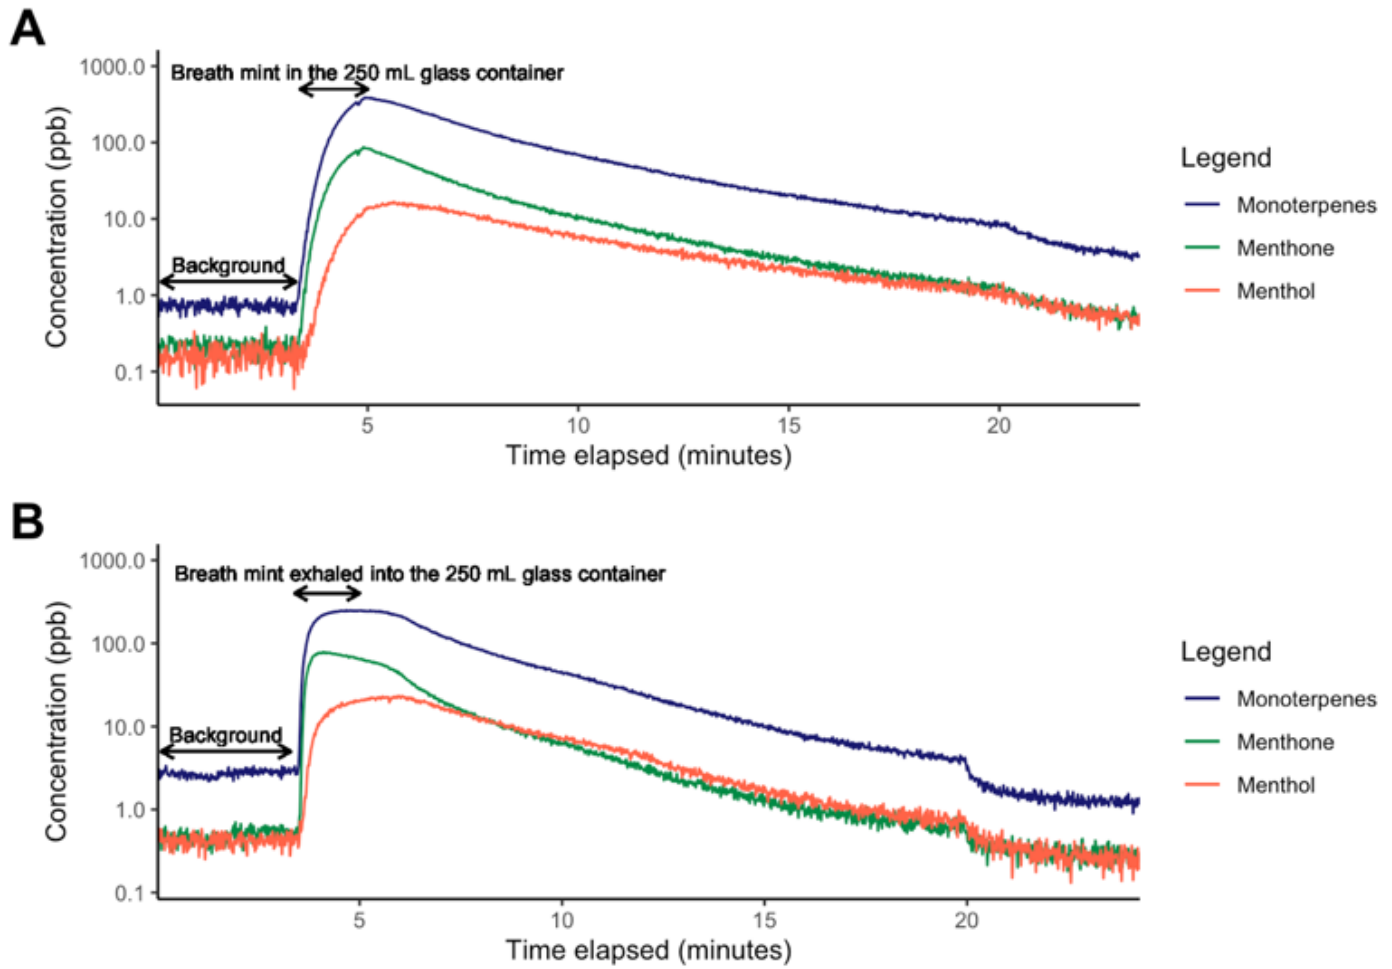 A
Breath mint in the 250 mL glass container
Background
1000.0
100.0
10.0
1.0
0.1
Concentration (ppb)
5
10
15
20
Time elapsed (minutes)
Legend
Monoterpenes
Menthone
Menthol
B
Breath mint exhaled into the 250 mL glass container
Background
1000.0
100.0
10.0
1.0
0.1
Concentration (ppb)
5
10
15
20
Time elapsed (minutes)
Legend
Monoterpenes
Menthone
Menthol